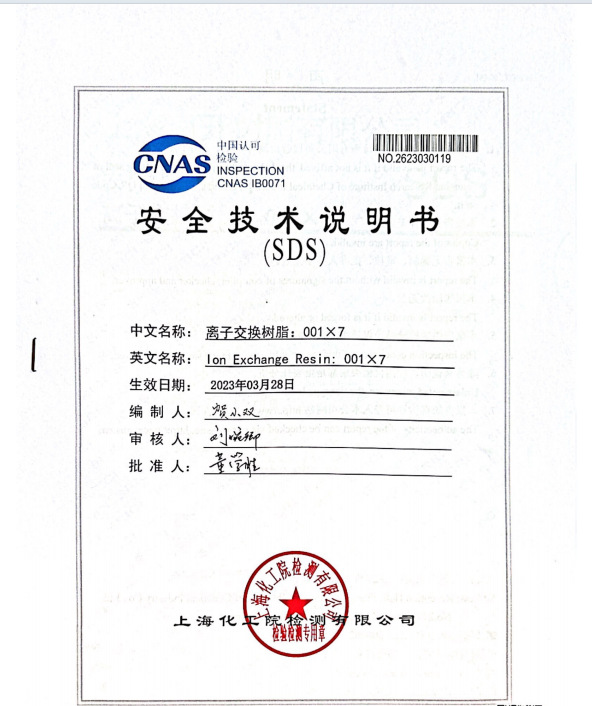 中国认可
检验
CNAS
INSPECTION
CNAS IB0071
NO.2623030119
安全技术说明书
(SDS)
中文名称： 离子交换树脂：001×7
英文名称： Ion Exchange Resin: 001×7
生效日期： 2023年03月28日
编制人： 贺小双
审核人：
批准人：
上海化工院检测有限公司
上海化工院检测有限公司
检验检测专用章